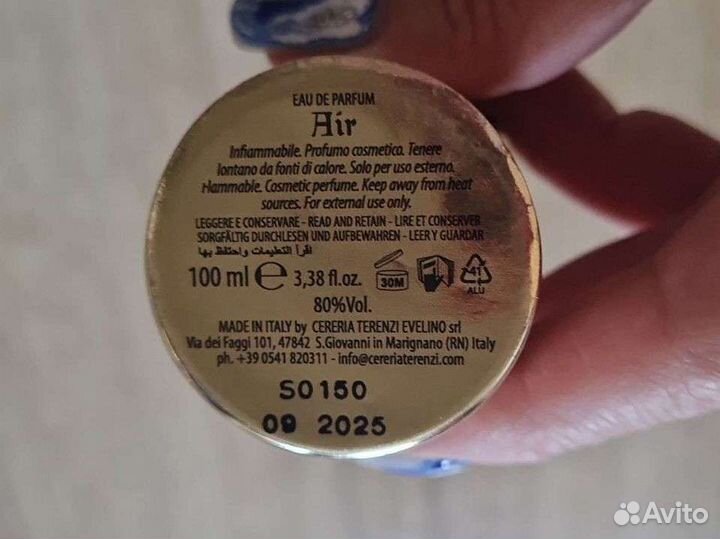 EAU DE PARFUM
Air
Infiammabile. Profumo cosmetico. Tenere
lontano da fonti di calore. Solo per uso esterno.
Flammable. Cosmetic perfume. Keep away from heat
sources. For external use only.
LEGGERE E CONSERVARE - READ AND RETAIN - LIRE ET CONSERVER
SORGFÄLTIG DURCHLESEN UND AUFBEWAHREN - LEER Y GUARDAR
اقرأ التعليمات واحتفظ بها
100 ml e 3,38 fl.oz. 30M 41 ALU
80%Vol.
MADE IN ITALY by CERERIA TERENZI EVELINO srl
Via dei Faggi 101, 47842 S.Giovanni in Marignano (RN) Italy
ph. +39 0541 820311 - info@cereriaterenzi.com
S0150
09 2025
Avito